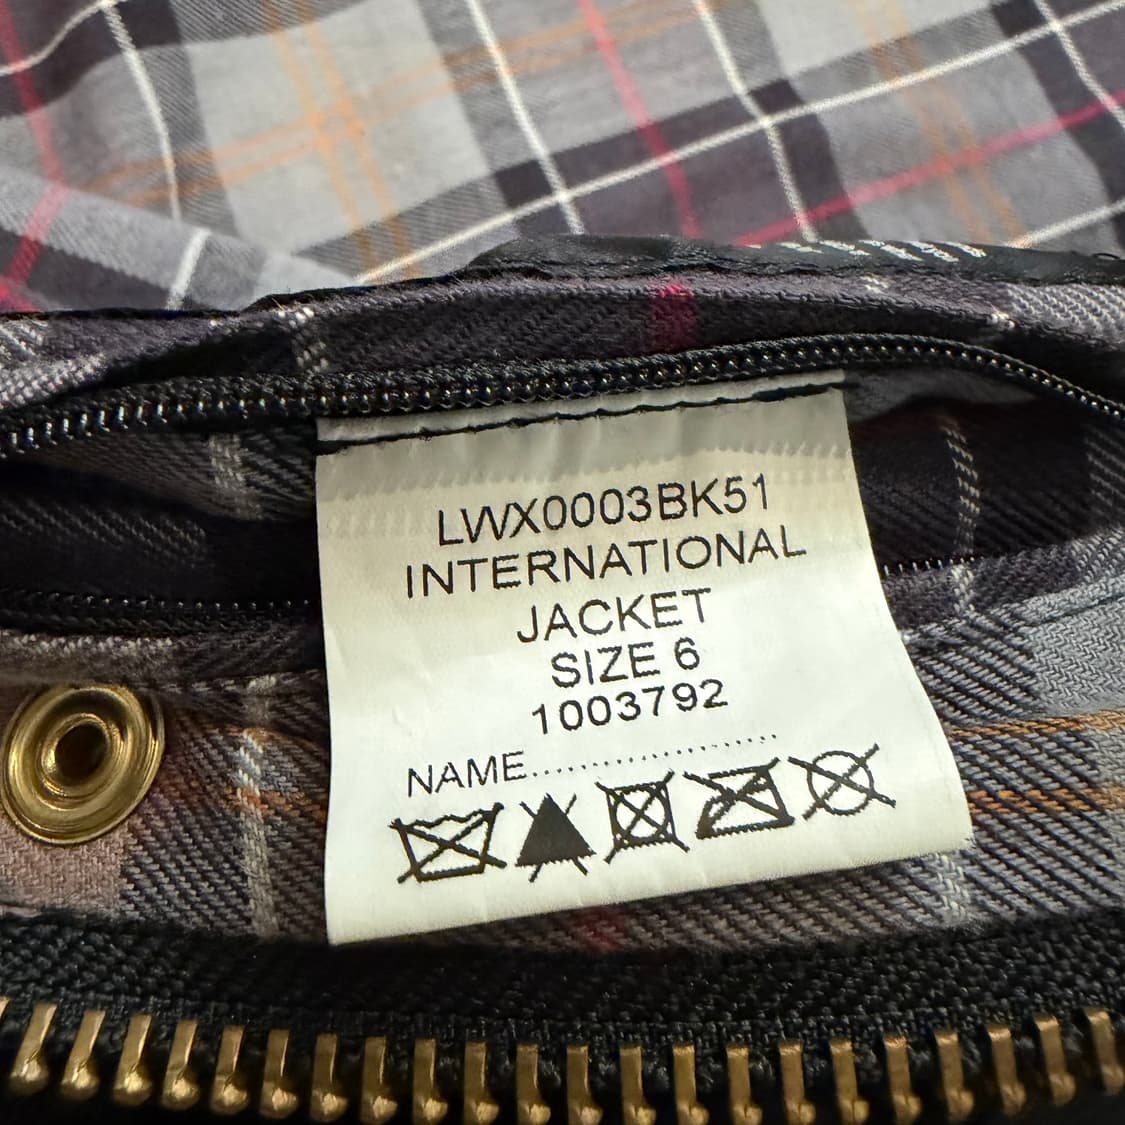 LWX0003BK51
INTERNATIONAL
JACKET
SIZE 6
1003792
NAME....................